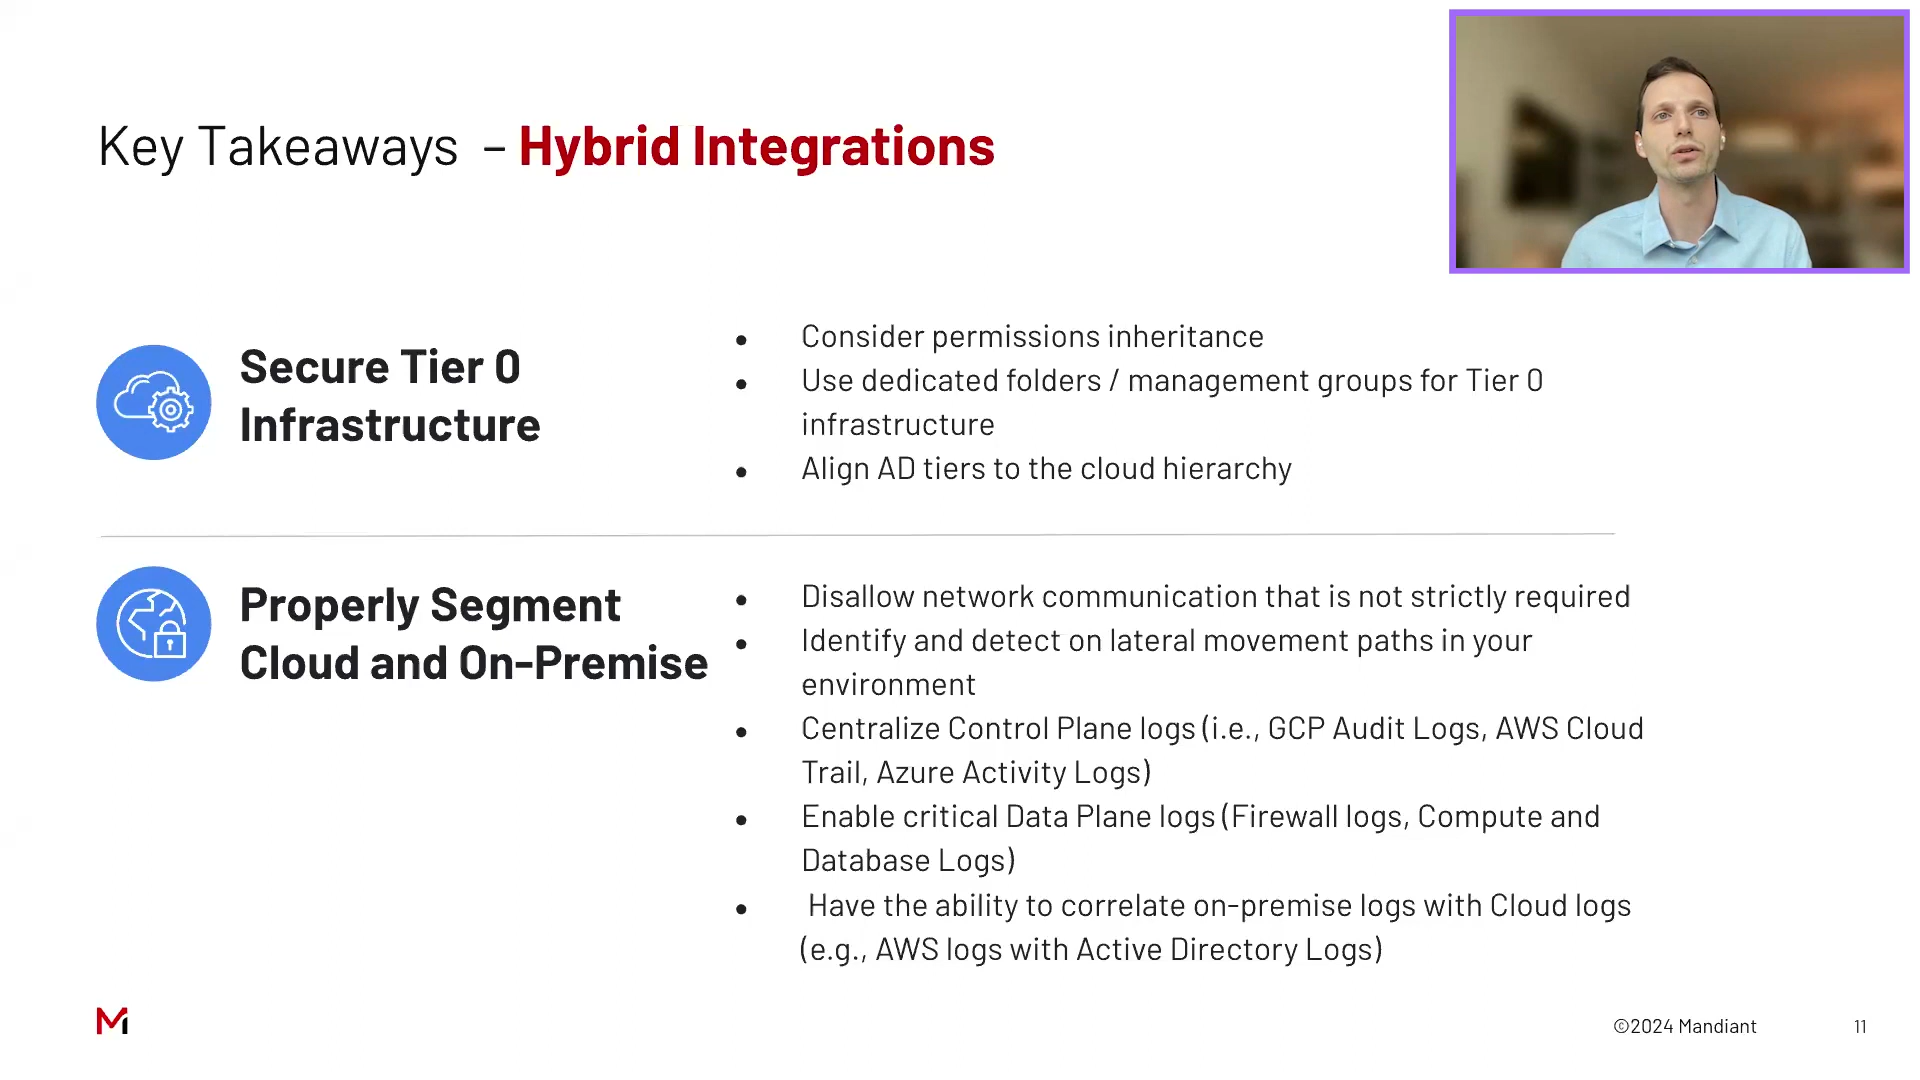 Key Takeaways – Hybrid Integrations
Secure Tier 0
Infrastructure
• Consider permissions inheritance
• Use dedicated folders / management groups for Tier 0
infrastructure
• Align AD tiers to the cloud hierarchy
Properly Segment
Cloud and On-Premise
• Disallow network communication that is not strictly required
• Identify and detect on lateral movement paths in your
environment
• Centralize Control Plane logs (i.e., GCP Audit Logs, AWS Cloud
Trail, Azure Activity Logs)
• Enable critical Data Plane logs (Firewall logs, Compute and
Database Logs)
• Have the ability to correlate on-premise logs with Cloud logs
(e.g., AWS logs with Active Directory Logs)
©2024 Mandiant
11